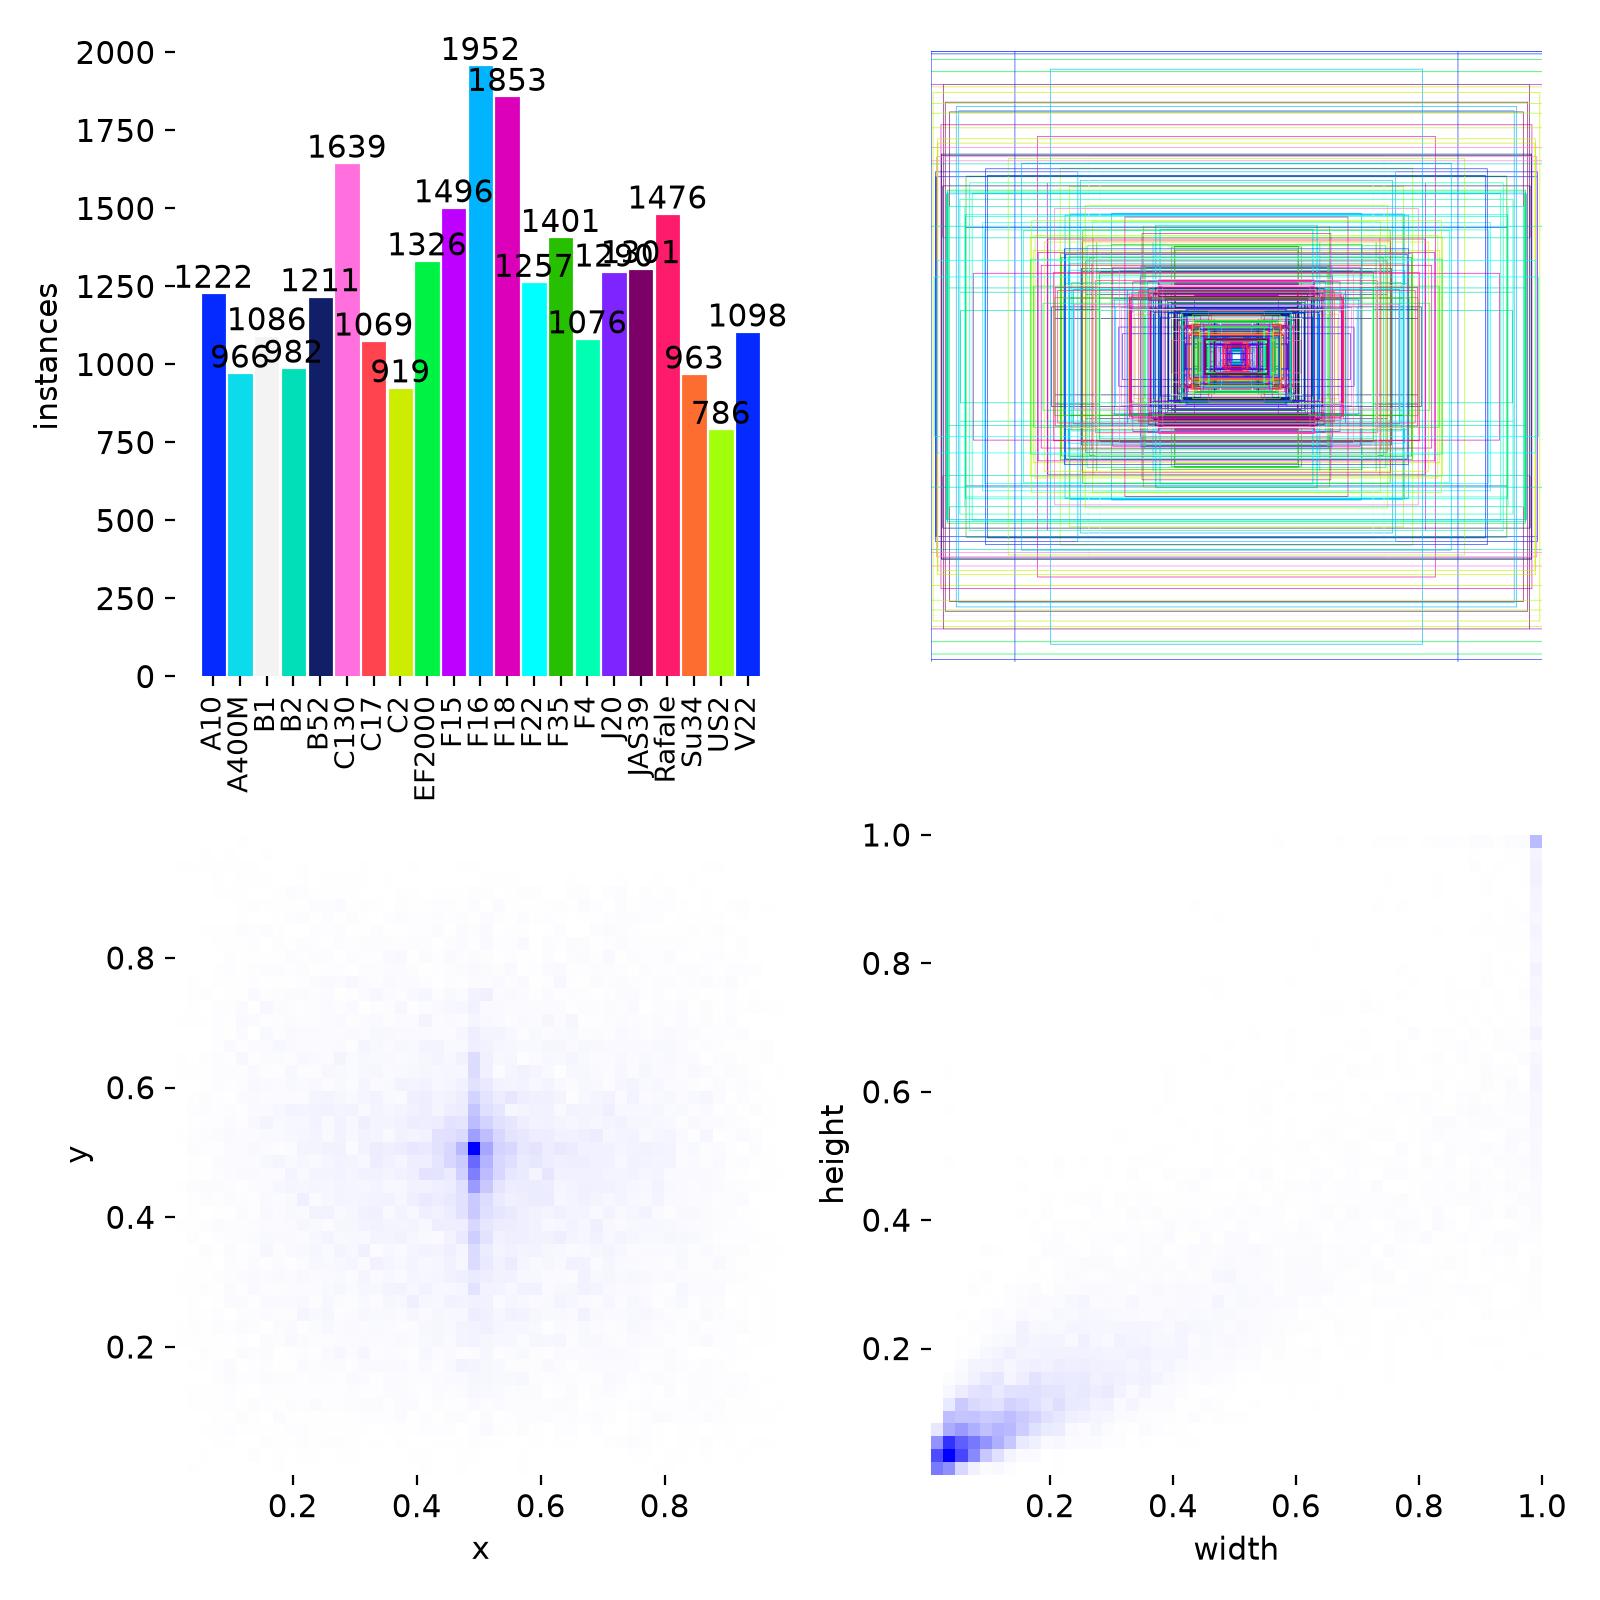 2000
1750
1500
1250
1000
750
500
250
0
instances
1222
966
1086
982
1211
1639
1069
919
1326
1496
1952
1853
1257
1401
1076
1290
1301
1476
963
786
1098
A10
A400M
B1
B2
B52
C130
C17
C2
EF2000
F15
F16
F18
F22
F35
F4
J20
JAS39
Rafale
Su34
US2
V22
0.8
0.6
0.4
0.2
y
0.2 0.4 0.6 0.8
x
1.0
0.8
0.6
0.4
0.2
height
0.2 0.4 0.6 0.8 1.0
width